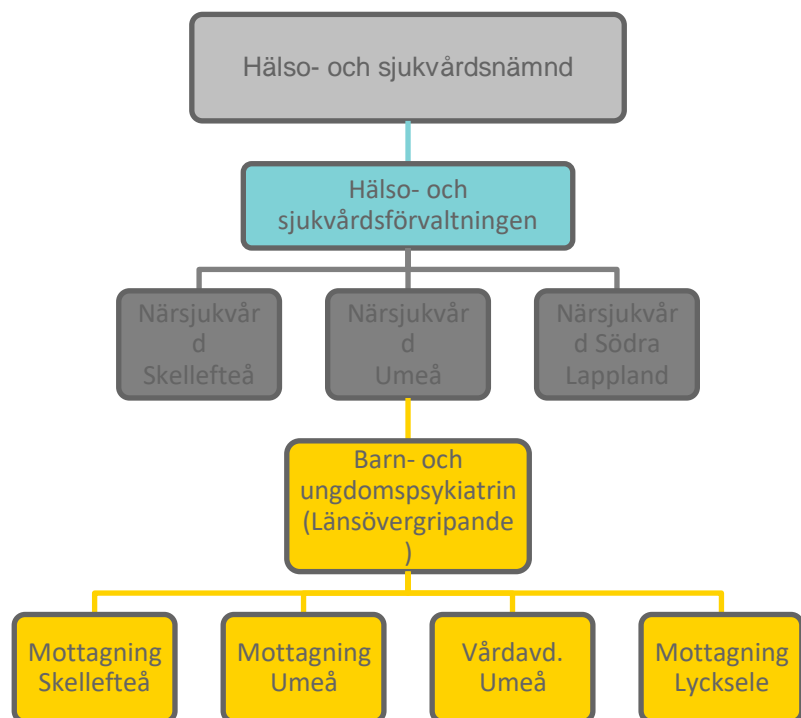 Hälso- och sjukvårdsnämnd
Hälso- och
sjukvårdsförvaltningen
Närsjukvår
d
Skellefteå
Närsjukvår
d
Umeå
Närsjukvår
d Södra
Lappland
Barn- och
ungdomspsykiatrin
(Länsövergripande
)
Mottagning
Skellefteå
Mottagning
Umeå
Vårdavd.
Umeå
Mottagning
Lycksele